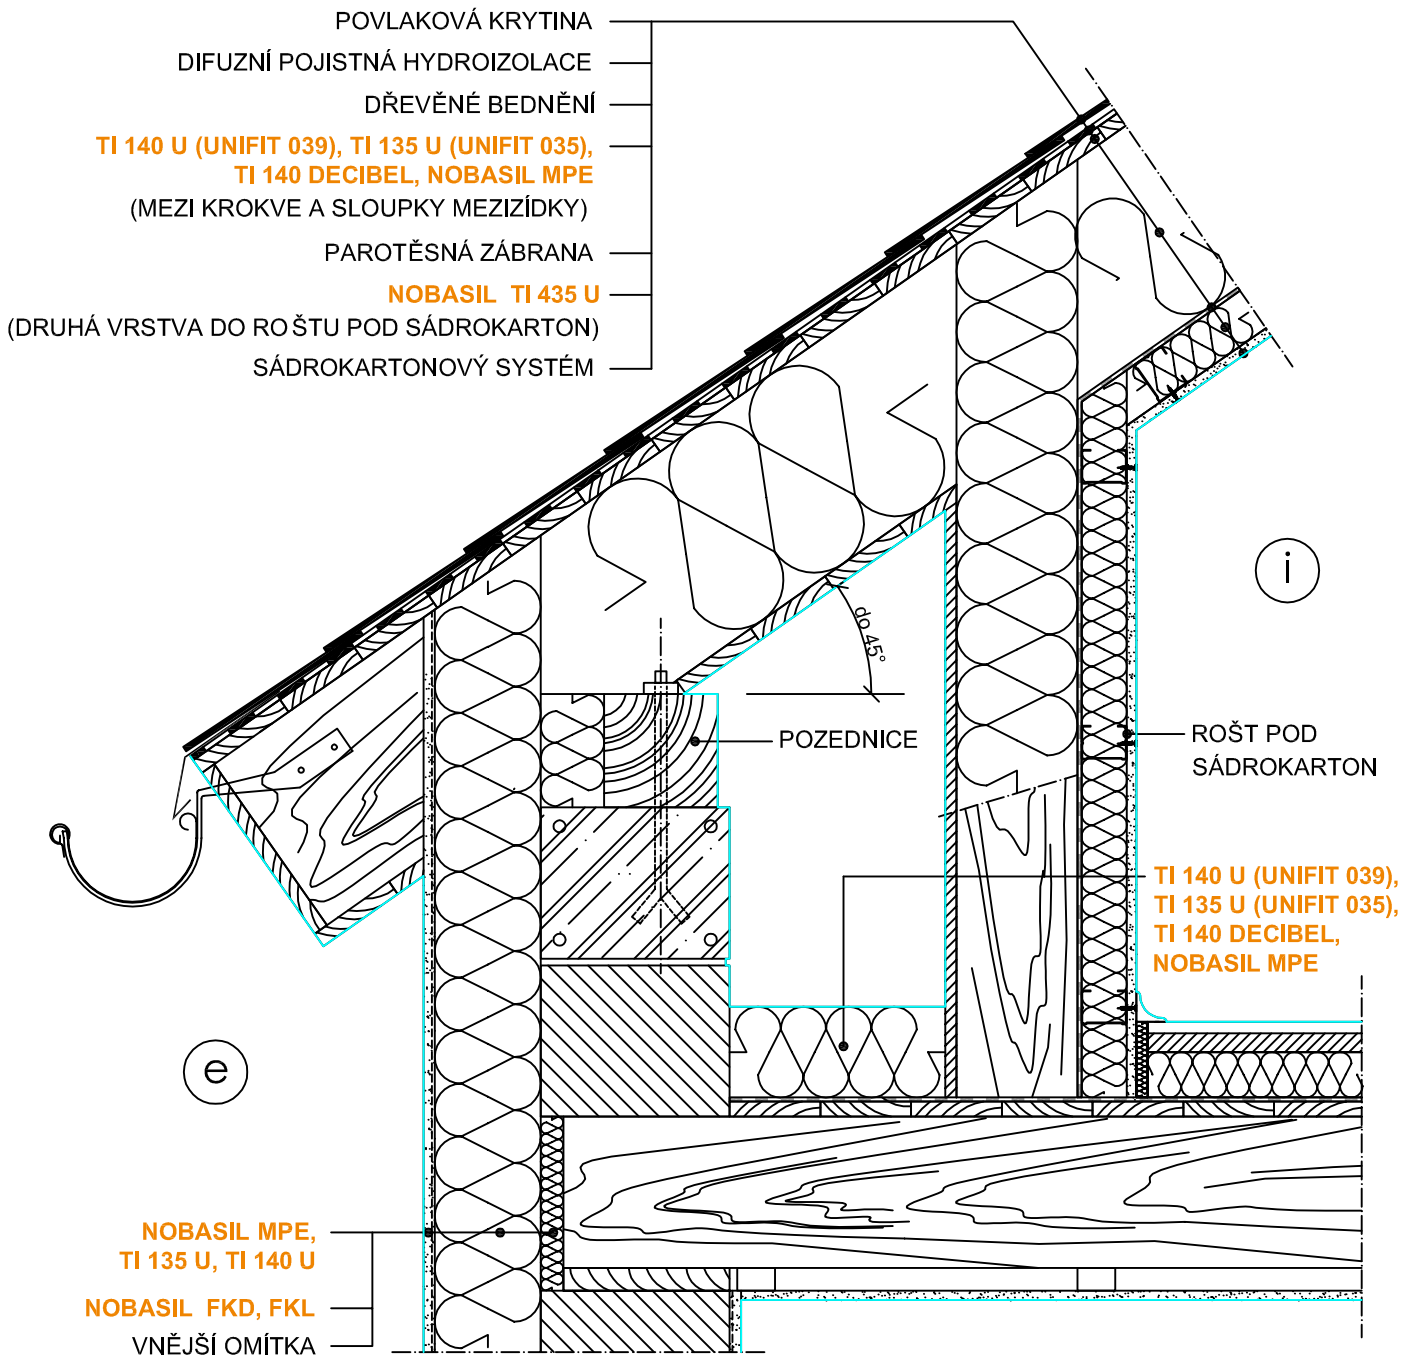 POVLAKOVÁ KRYTINA
DIFUZNÍ POJISTNÁ HYDROIZOLACE
DŘEVĚNÉ BEDNĚNÍ
TI 140 U (UNIFIT 039), TI 135 U (UNIFIT 035),
TI 140 DECIBEL, NOBASIL MPE
(MEZI KROKVE A SLOUPKY MEZIZÍDKY)
PAROTĚSNÁ ZÁBRANA
NOBASIL TI 435 U
(DRUHÁ VRSTVA DO ROŠTU POD SÁDROKARTON)
SÁDROKARTONOVÝ SYSTÉM
i
do 45°
POZEDNICE
ROŠT POD
SÁDROKARTON
TI 140 U (UNIFIT 039),
TI 135 U (UNIFIT 035),
TI 140 DECIBEL,
NOBASIL MPE
e
NOBASIL MPE,
TI 135 U, TI 140 U
NOBASIL FKD, FKL
VNĚJŠÍ OMÍTKA